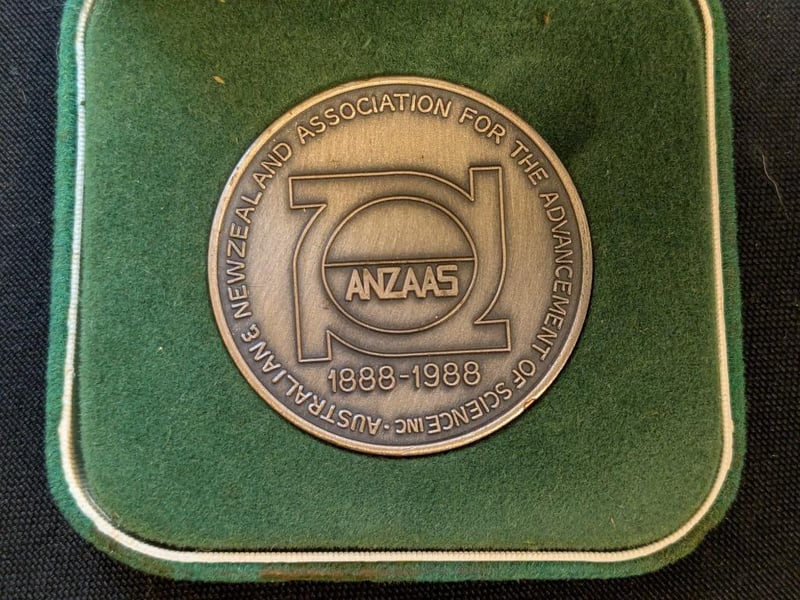 AUSTRALIAN & NEW ZEALAND ASSOCIATION FOR THE ADVANCEMENT OF SCIENCE INC •
ANZAAS
1888-1988